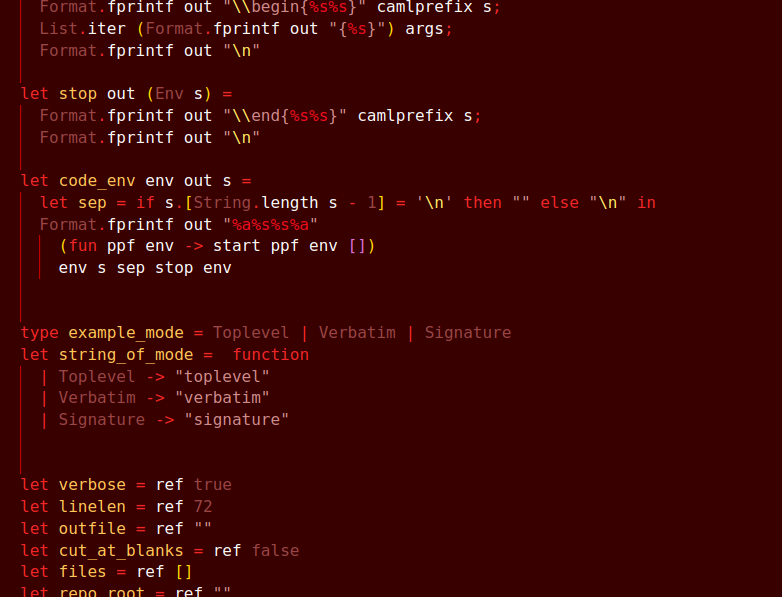 Format.fprintf out "\\begin{%s%s}" camlprefix s;
List.iter (Format.fprintf out "{%s}") args;
Format.fprintf out "\n"
let stop out (Env s) =
Format.fprintf out "\\end{%s%s}" camlprefix s;
Format.fprintf out "\n"
let code_env env out s =
let sep = if s.[String.length s - 1] = '\n' then "" else "\n" in
Format.fprintf out "%a%s%s%a"
(fun ppf env -> start ppf env [])
env s sep stop env
type example_mode = Toplevel | Verbatim | Signature
let string_of_mode =  function
| Toplevel -> "toplevel"
| Verbatim -> "verbatim"
| Signature -> "signature"
let verbose = ref true
let linelen = ref 72
let outfile = ref ""
let cut_at_blanks = ref false
let files = ref []
let repo_root = ref ""